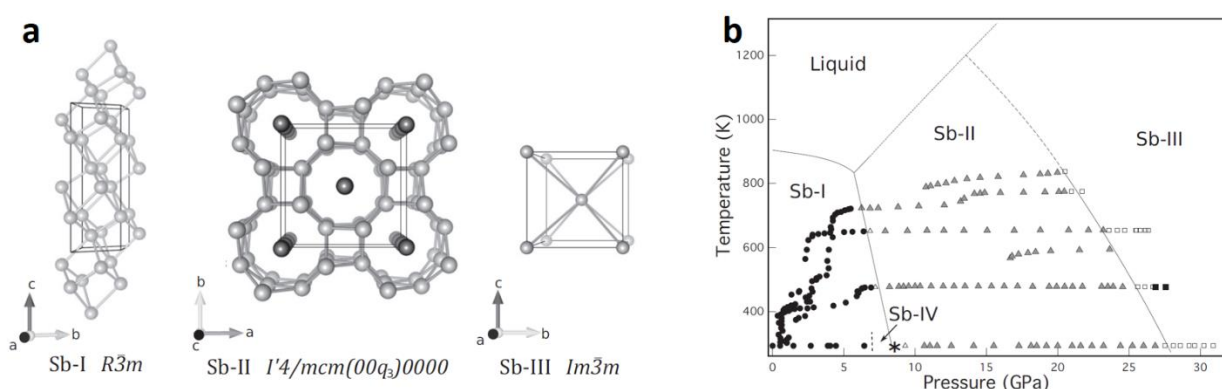 a
c
b
a
Sb-I R3̄m
b
a
c
Sb-II I'4/mcm(00q₃)0000
c
b
a
Sb-III Im3̄m
b
Temperature (K)
1200
1000
800
600
400
Liquid
Sb-I
Sb-II
Sb-III
Sb-IV
0 5 10 15 20 25 30
Pressure (GPa)